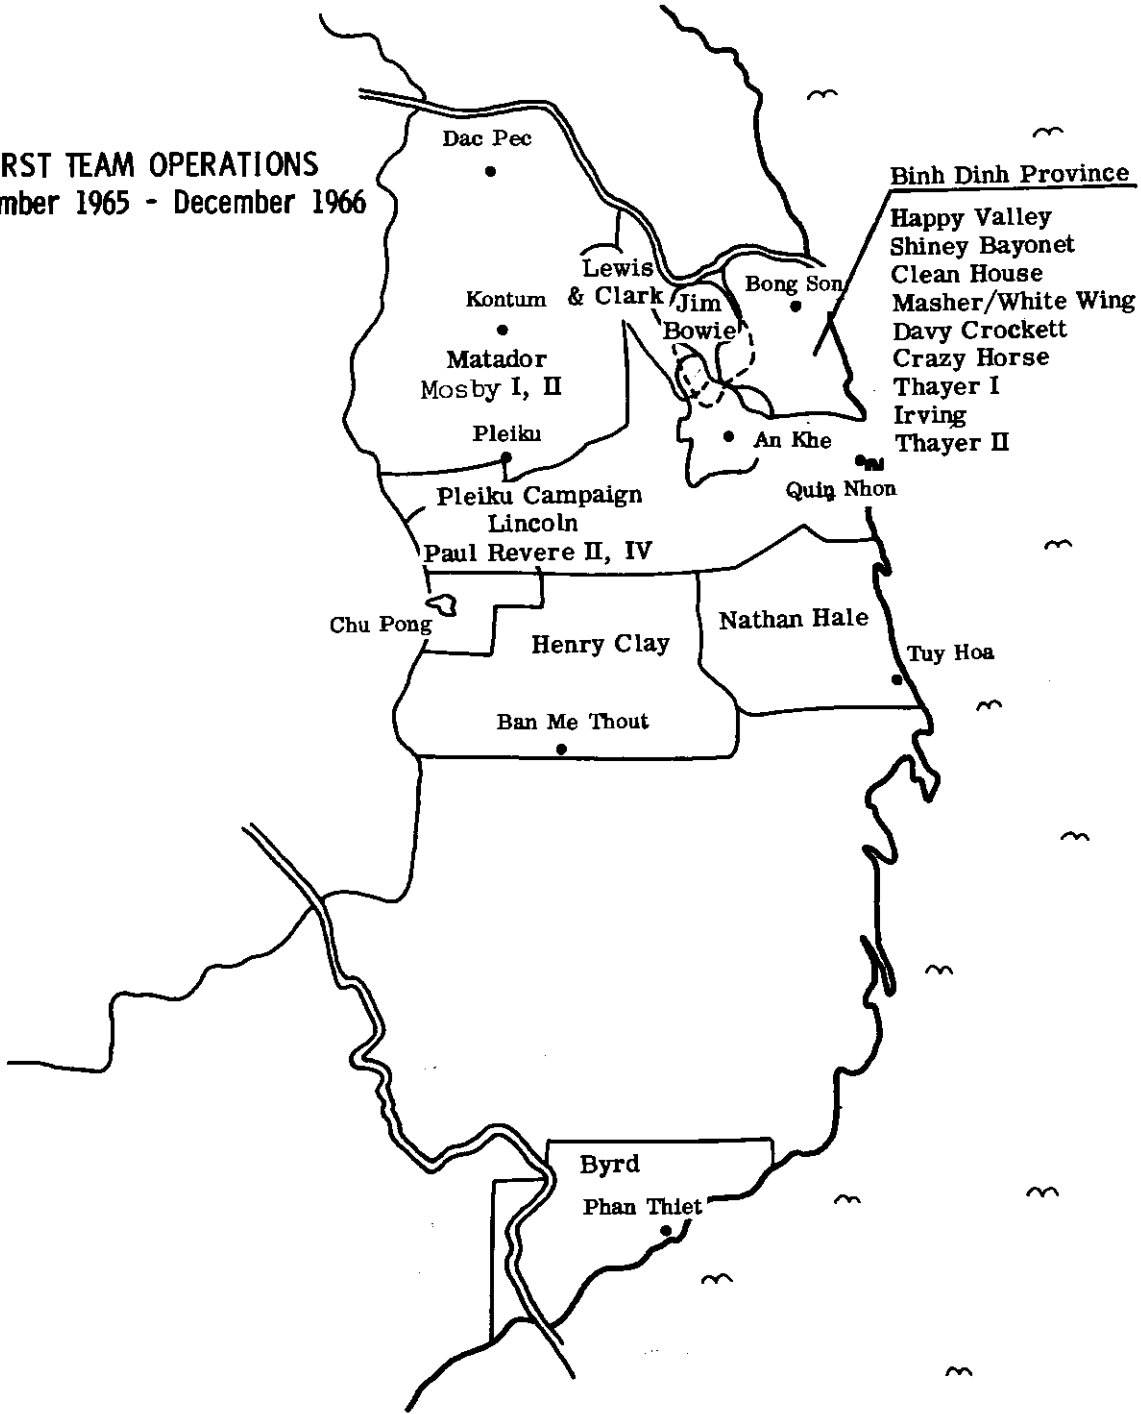 RST TEAM OPERATIONS
mber 1965 - December 1966
Dac Pec
Binh Dinh Province
Happy Valley
Shiney Bayonet
Clean House
Masher/White Wing
Davy Crockett
Crazy Horse
Thayer I
Irving
Thayer II
Lewis
& Clark
Jim
Bowie
Bong Son
Kontum
Matador
Mosby I, II
Pleiku
An Khe
Quin Nhon
Pleiku Campaign
Lincoln
Paul Revere II, IV
Chu Pong
Henry Clay
Nathan Hale
Tuy Hoa
Ban Me Thout
Byrd
Phan Thiet